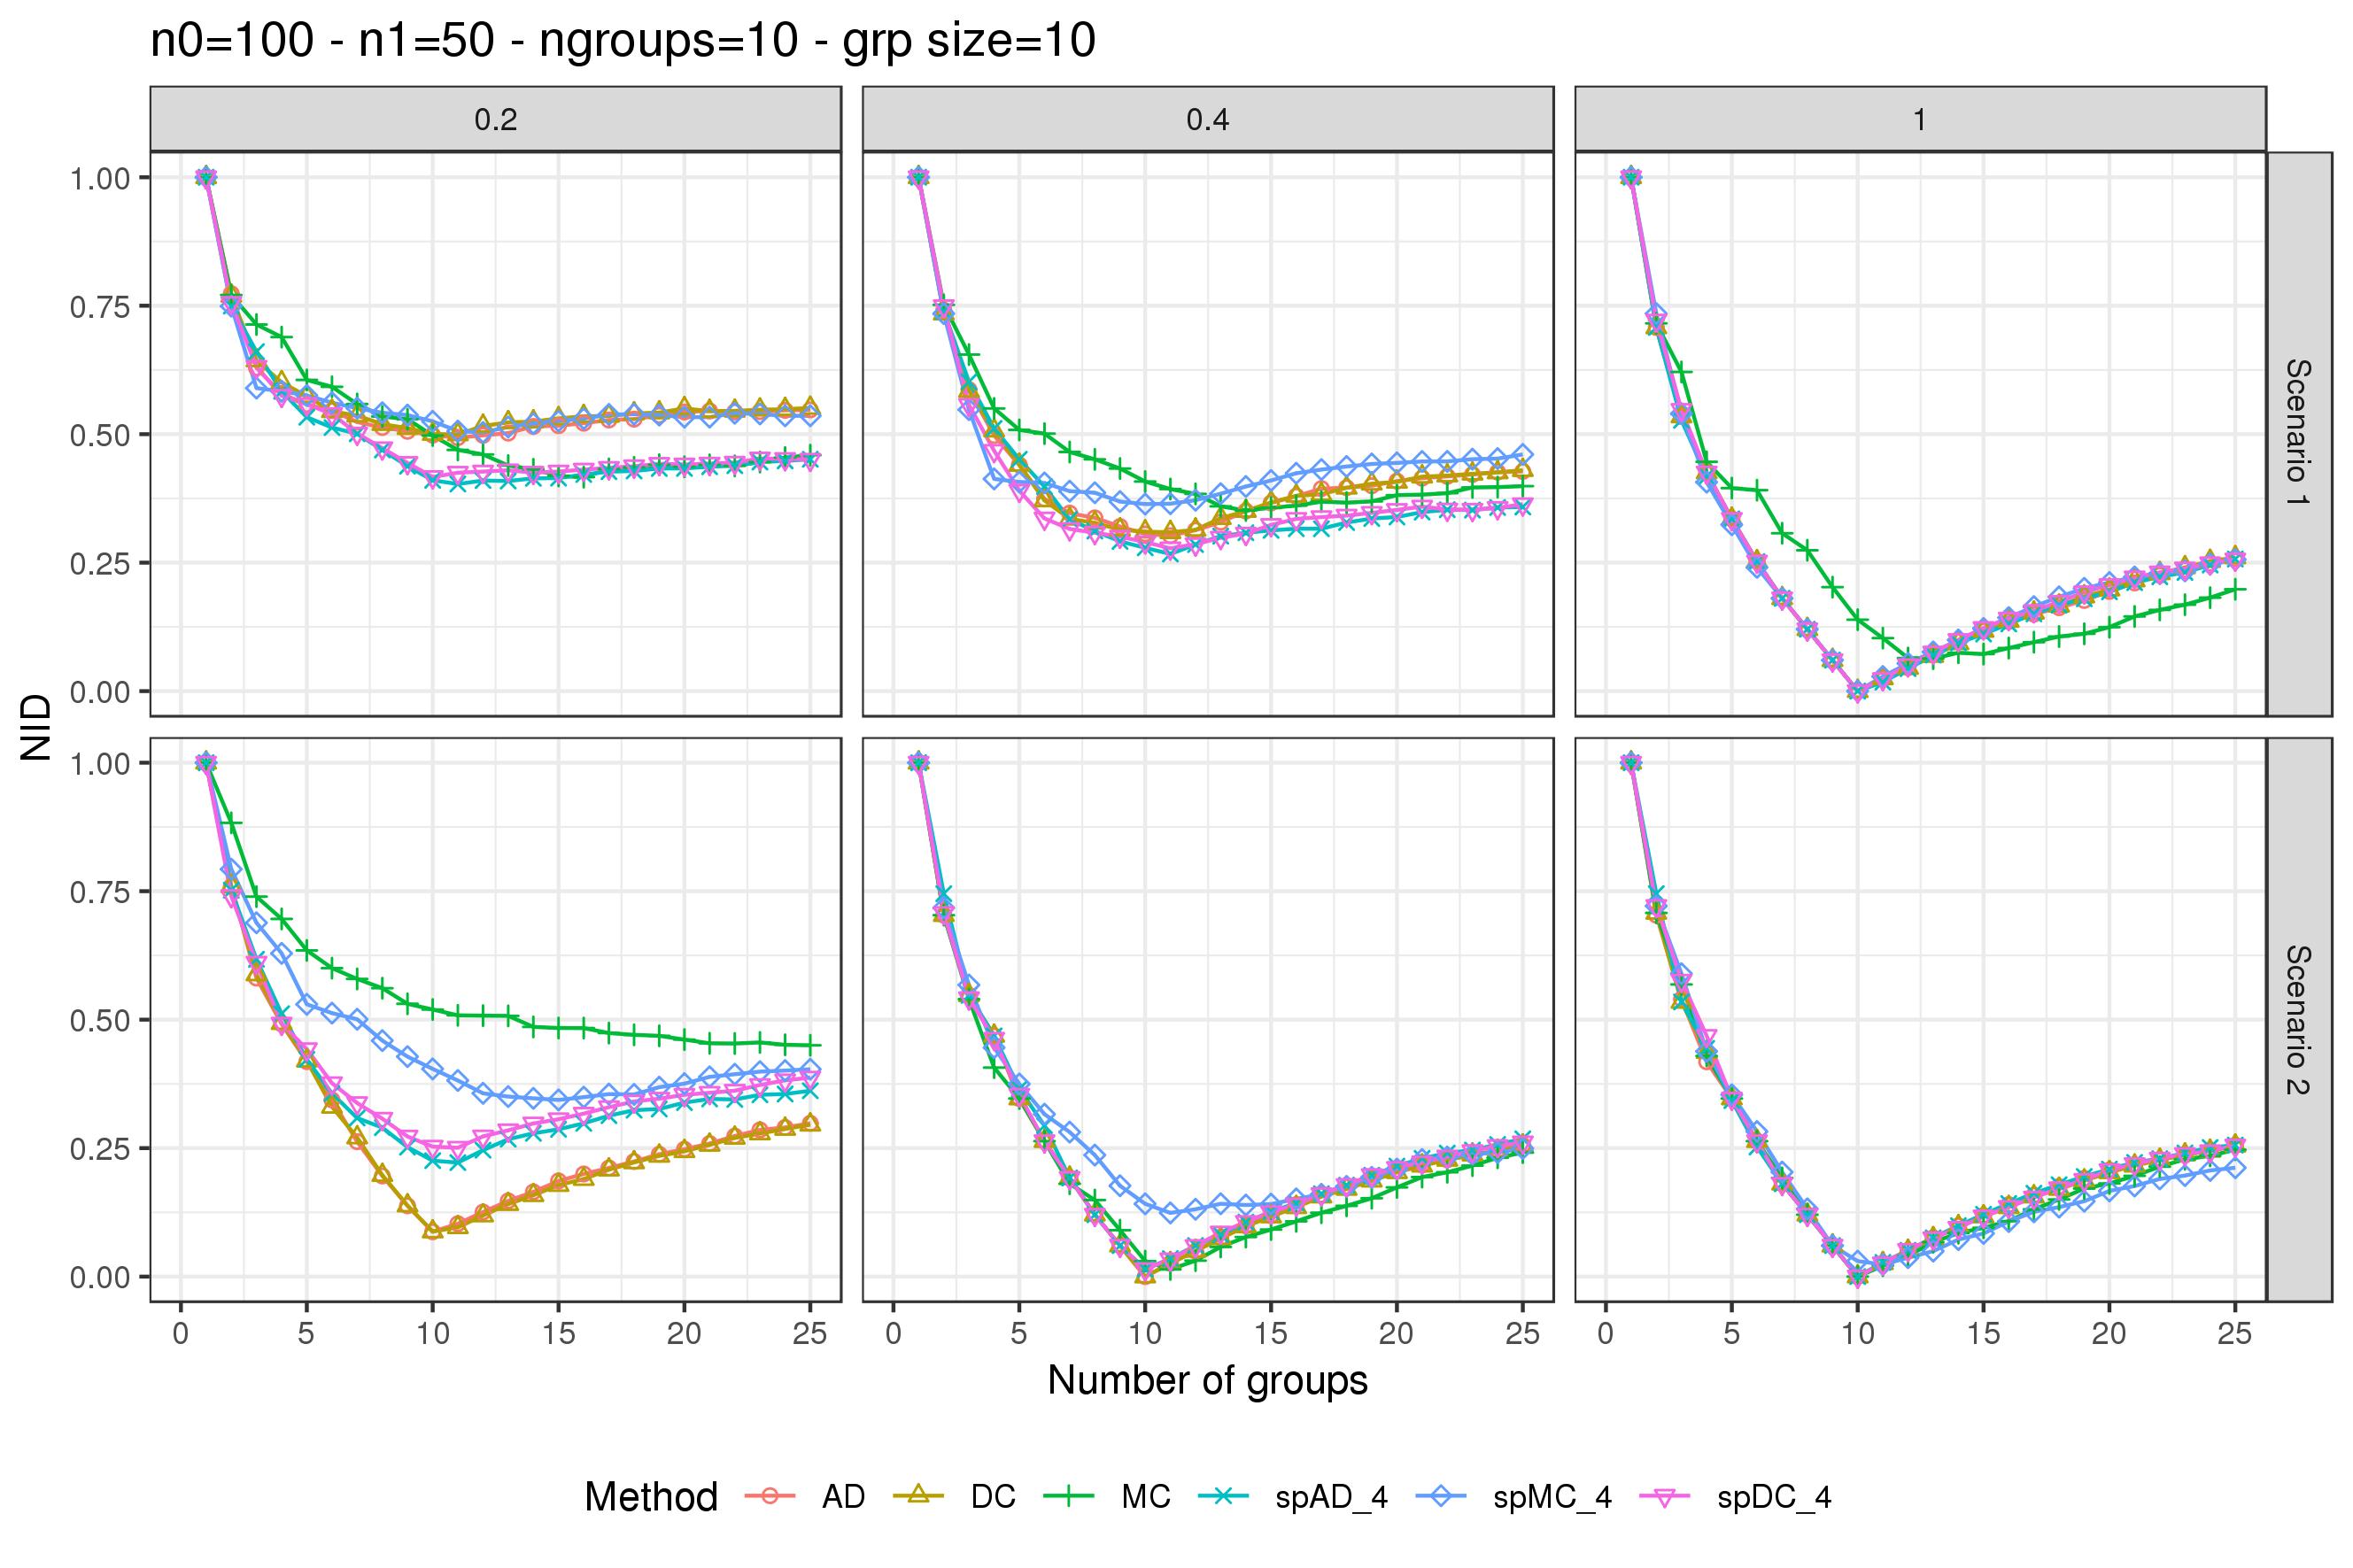 n0=100 - n1=50 - ngroups=10 - grp size=10
0.2
0.4
1
1.00
0.75
0.50
0.25
0.00
Scenario 1
NID
1.00
0.75
0.50
0.25
0.00
Scenario 2
0 5 10 15 20 25
0 5 10 15 20 25
0 5 10 15 20 25
Number of groups
Method AD DC MC spAD_4 spMC_4 spDC_4